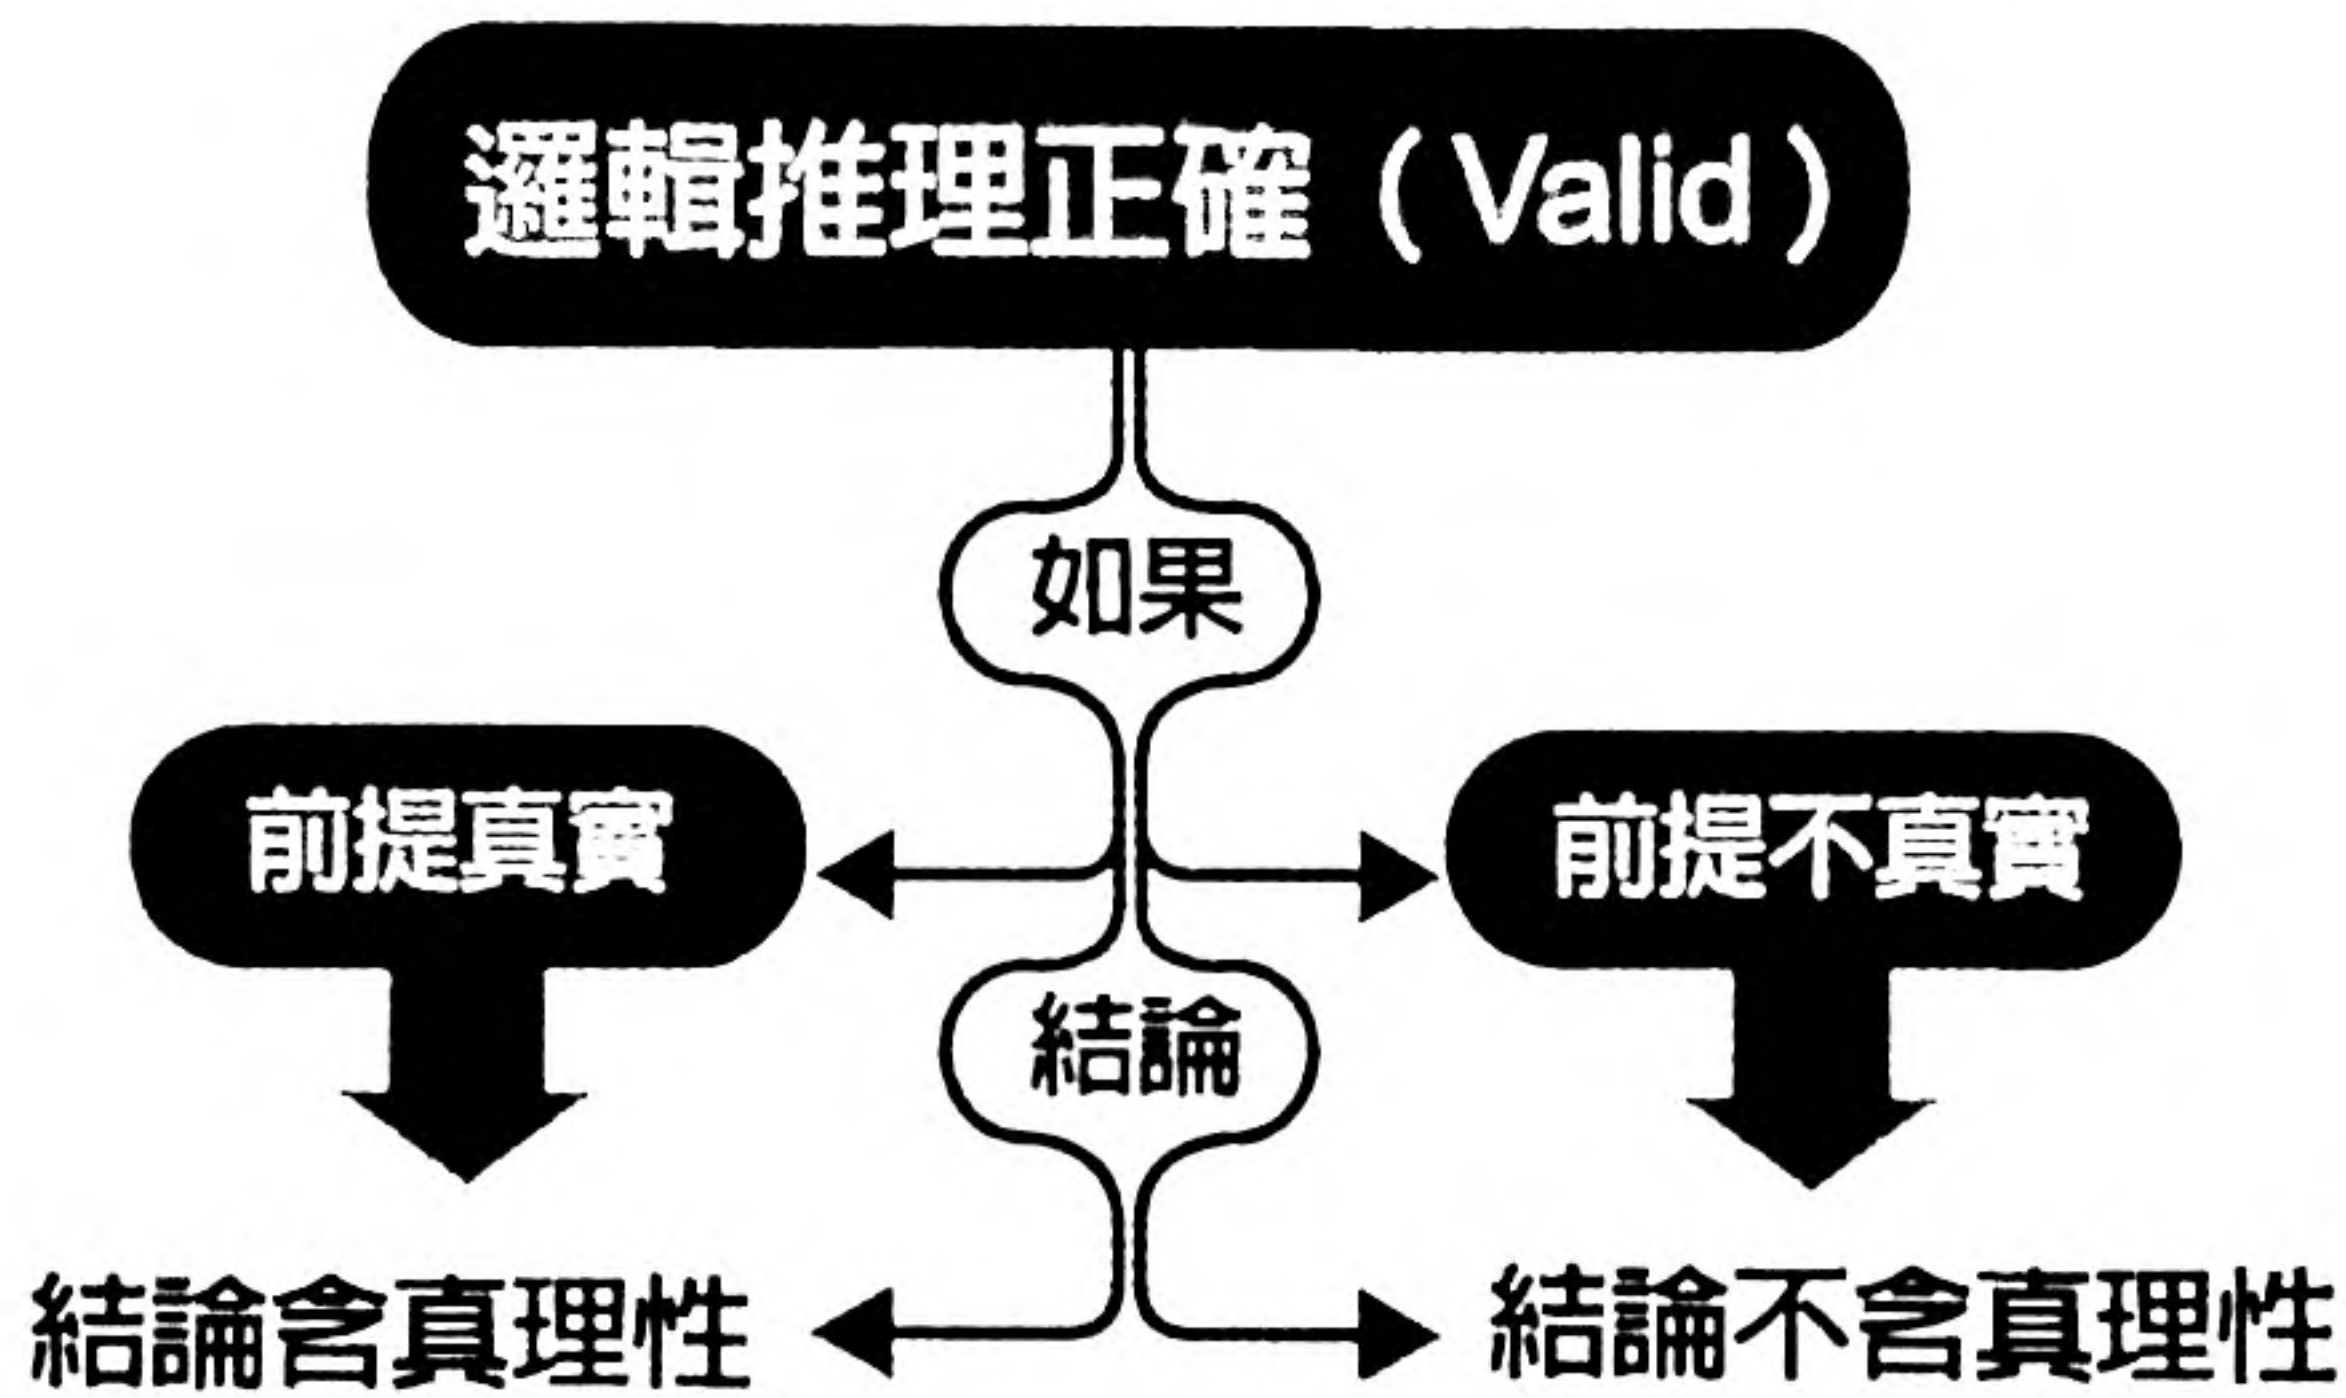 邏輯推理正確（Valid）
如果
前提真實
前提不真實
結論
結論含真理性
結論不含真理性